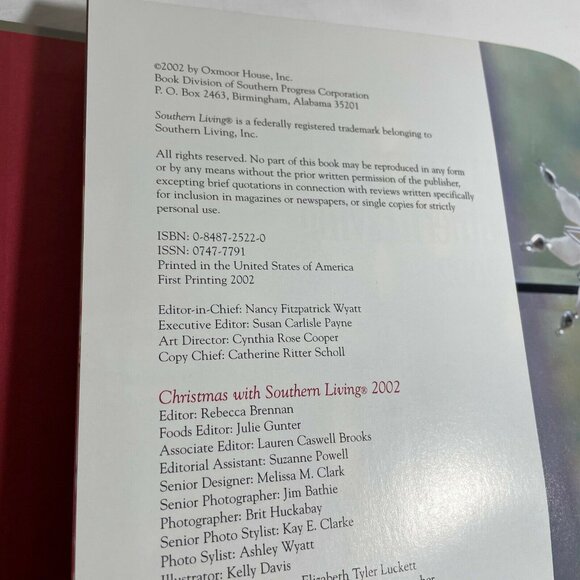 ©2002 by Oxmoor House, Inc.
Book Division of Southern Progress Corporation
P. O. Box 2463, Birmingham, Alabama 35201
Southern Living® is a federally registered trademark belonging to
Southern Living, Inc.
All rights reserved. No part of this book may be reproduced in any form
or by any means without the prior written permission of the publisher,
excepting brief quotations in connection with reviews written specifically
for inclusion in magazines or newspapers, or single copies for strictly
personal use.
ISBN: 0-8487-2522-0
ISSN: 0747-7791
Printed in the United States of America
First Printing 2002
Editor-in-Chief: Nancy Fitzpatrick Wyatt
Executive Editor: Susan Carlisle Payne
Art Director: Cynthia Rose Cooper
Copy Chief: Catherine Ritter Scholl
Christmas with Southern Living® 2002
Editor: Rebecca Brennan
Foods Editor: Julie Gunter
Associate Editor: Lauren Caswell Brooks
Editorial Assistant: Suzanne Powell
Senior Designer: Melissa M. Clark
Senior Photographer: Jim Bathie
Photographer: Brit Huckabay
Senior Photo Stylist: Kay E. Clarke
Photo Stylist: Ashley Wyatt
Illustrator: Kelly Davis
Elizabeth Tyler Luckett